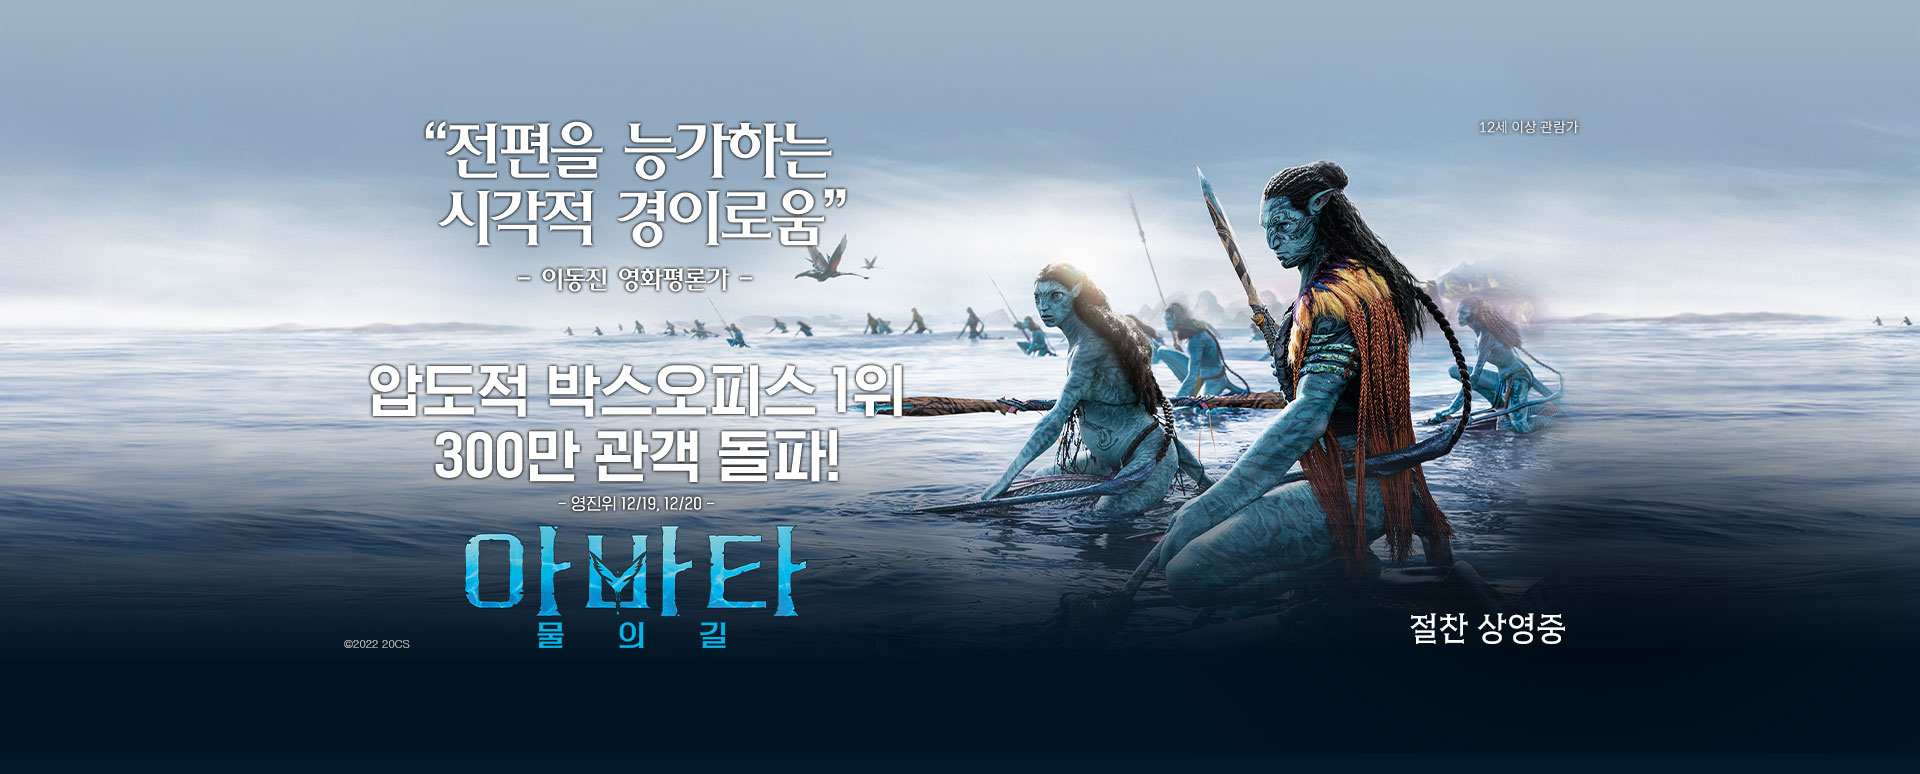 “전편을 능가하는
시각적 경이로움”
- 이동진 영화평론가 -
12세 이상 관람가
압도적 박스오피스 1위
300만 관객 돌파!
- 영진위 12/19, 12/20 -
아바타
물의 길
©2022 20CS
절찬 상영중